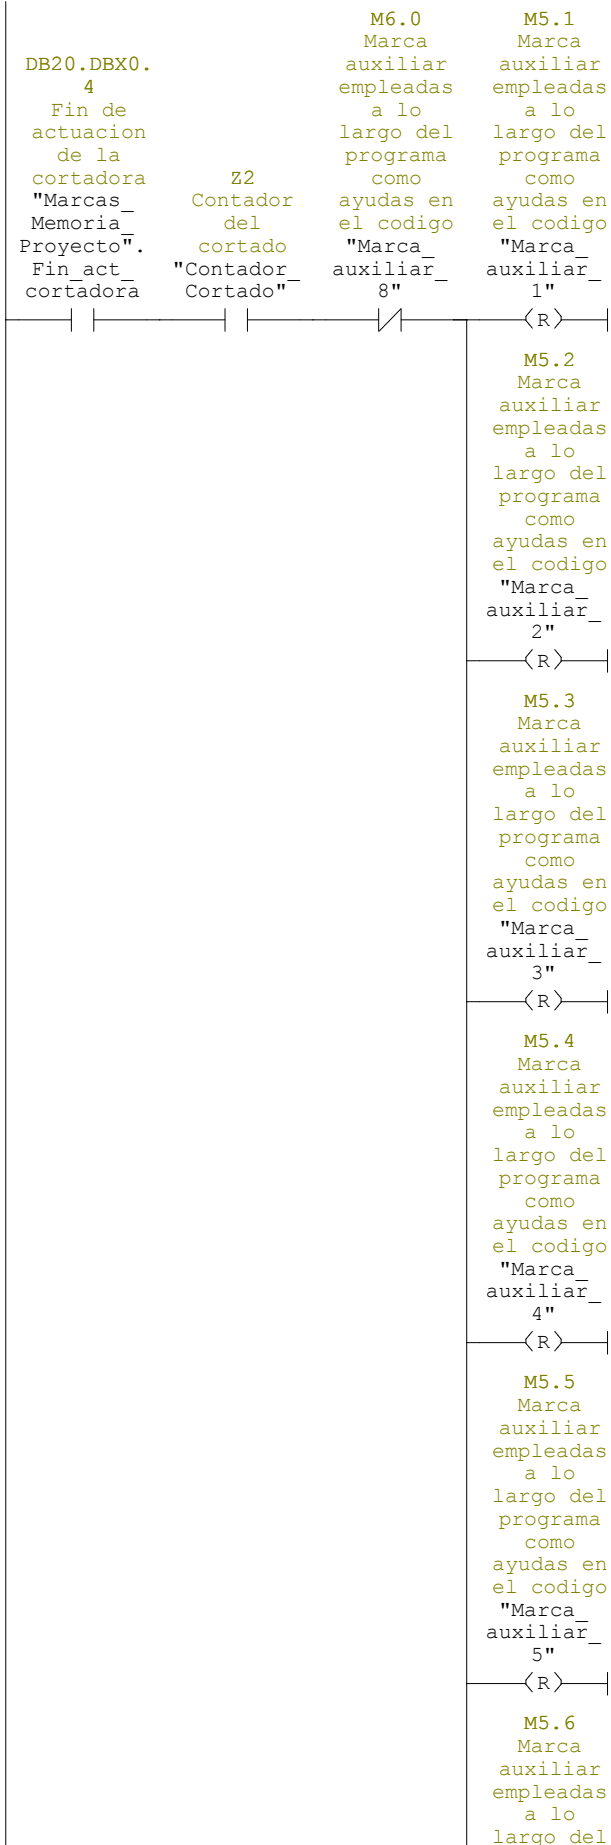 DB20.DBX0.
4
Fin de
actuacion
de la
cortadora
"Marcas_
Memoria_
Proyecto".
Fin_act_
cortadora
Z2
Contador
del
cortado
"Contador_
Cortado"
M6.0
Marca
auxiliar
empleadas
a lo
largo del
programa
como
ayudas en
el codigo
"Marca_
auxiliar_
8"
M5.1
Marca
auxiliar
empleadas
a lo
largo del
programa
como
ayudas en
el codigo
"Marca_
auxiliar_
1"
R
M5.2
Marca
auxiliar
empleadas
a lo
largo del
programa
como
ayudas en
el codigo
"Marca_
auxiliar_
2"
R
M5.3
Marca
auxiliar
empleadas
a lo
largo del
programa
como
ayudas en
el codigo
"Marca_
auxiliar_
3"
R
M5.4
Marca
auxiliar
empleadas
a lo
largo del
programa
como
ayudas en
el codigo
"Marca_
auxiliar_
4"
R
M5.5
Marca
auxiliar
empleadas
a lo
largo del
programa
como
ayudas en
el codigo
"Marca_
auxiliar_
5"
R
M5.6
Marca
auxiliar
empleadas
a lo
largo del